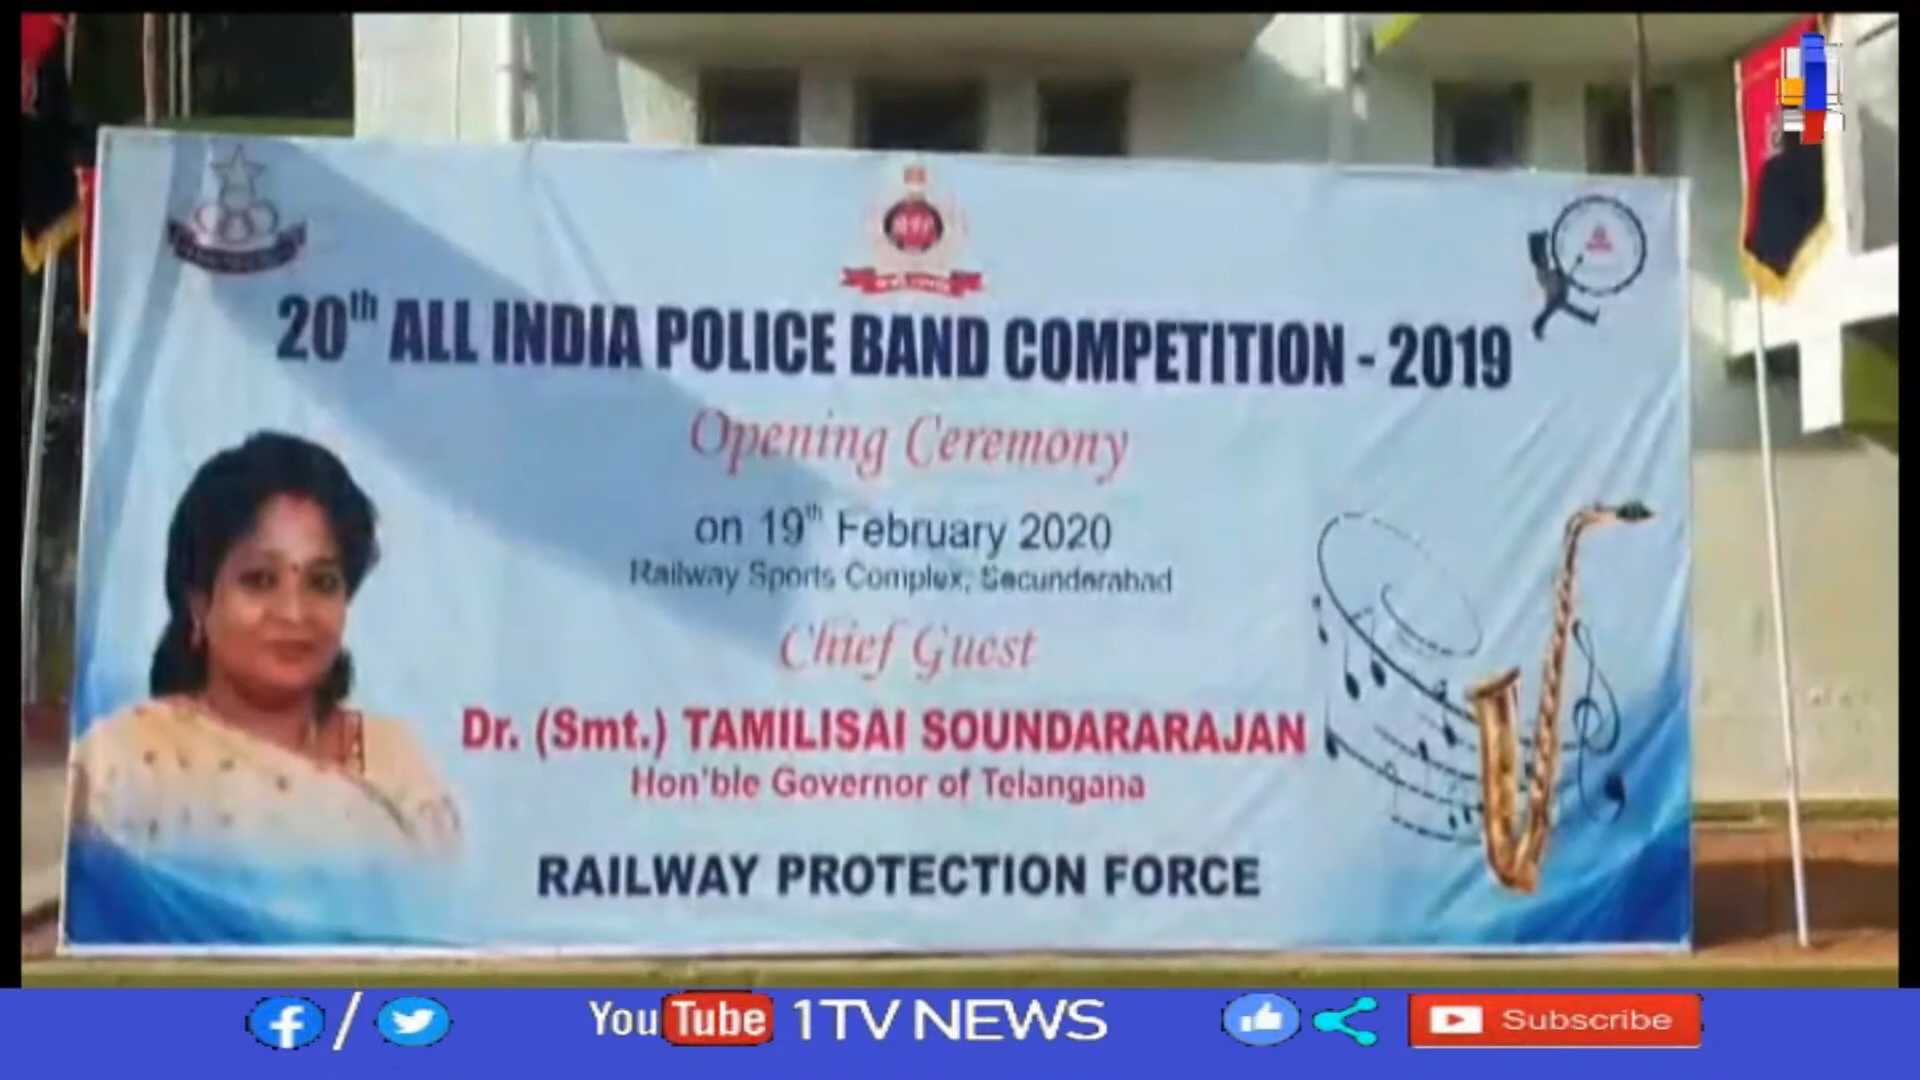 20th ALL INDIA POLICE BAND COMPETITION - 2019
Opening Ceremony
on 19th February 2020
Railway Sports Complex, Secunderabad
Chief Guest
Dr. (Smt.) TAMILISAI SOUNDARARAJAN
Hon'ble Governor of Telangana
RAILWAY PROTECTION FORCE
YouTube 1TV NEWS
Subscribe